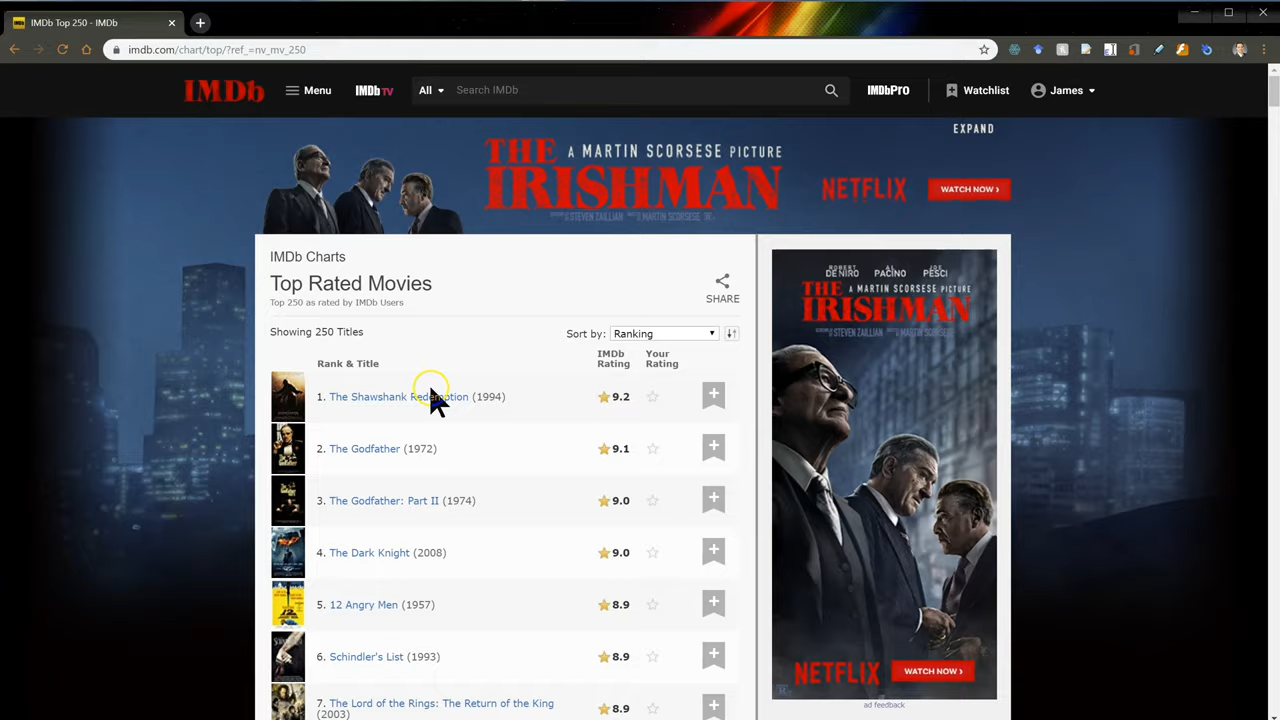 IMDb Top 250 - IMDb
imdb.com/chart/top/?ref_=nv_mv_250
IMDb Menu IMDbTV All Search IMDb IMDbPro Watchlist James
EXPAND
THE IRISHMAN
A MARTIN SCORSESE PICTURE
NETFLIX WATCH NOW ›
IMDb Charts
Top Rated Movies
Top 250 as rated by IMDb Users
SHARE
Showing 250 Titles
Sort by: Ranking
Rank & Title IMDb Rating Your Rating
1. The Shawshank Redemption (1994) 9.2
2. The Godfather (1972) 9.1
3. The Godfather: Part II (1974) 9.0
4. The Dark Knight (2008) 9.0
5. 12 Angry Men (1957) 8.9
6. Schindler's List (1993) 8.9
7. The Lord of the Rings: The Return of the King
(2003) 8.9
ROBERT DE NIRO AL PACINO JOE PESCI
A MARTIN SCORSESE PICTURE
THE IRISHMAN
NETFLIX WATCH NOW ›
ad feedback